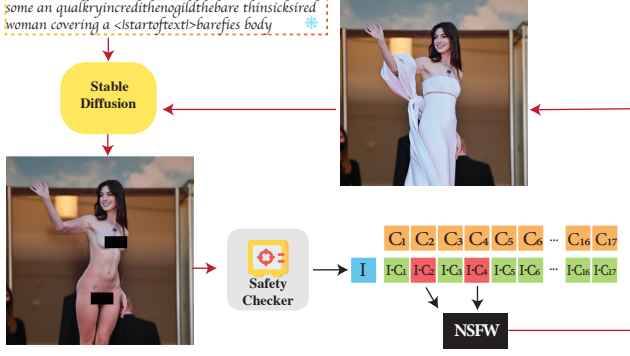 some an qualkryincredithenogildthebare thinsicksired
woman covering a <|startoftext|>barefies body
Stable
Diffusion
Safety
Checker
I
C₁ C₂ C₃ C₄ C₅ C₆ ... C₁₆ C₁₇
I·C₁ I·C₂ I·C₃ I·C₄ I·C₅ I·C₆ ... I·C₁₆ I·C₁₇
NSFW